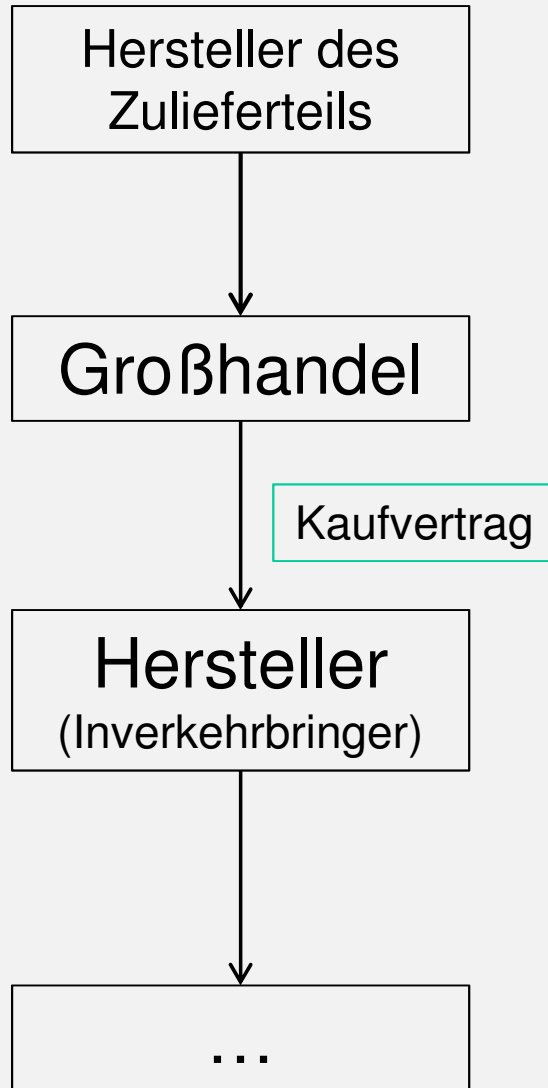 Hersteller des
Zulieferteils
Großhandel
Kaufvertrag
Hersteller
(Inverkehrbringer)
...